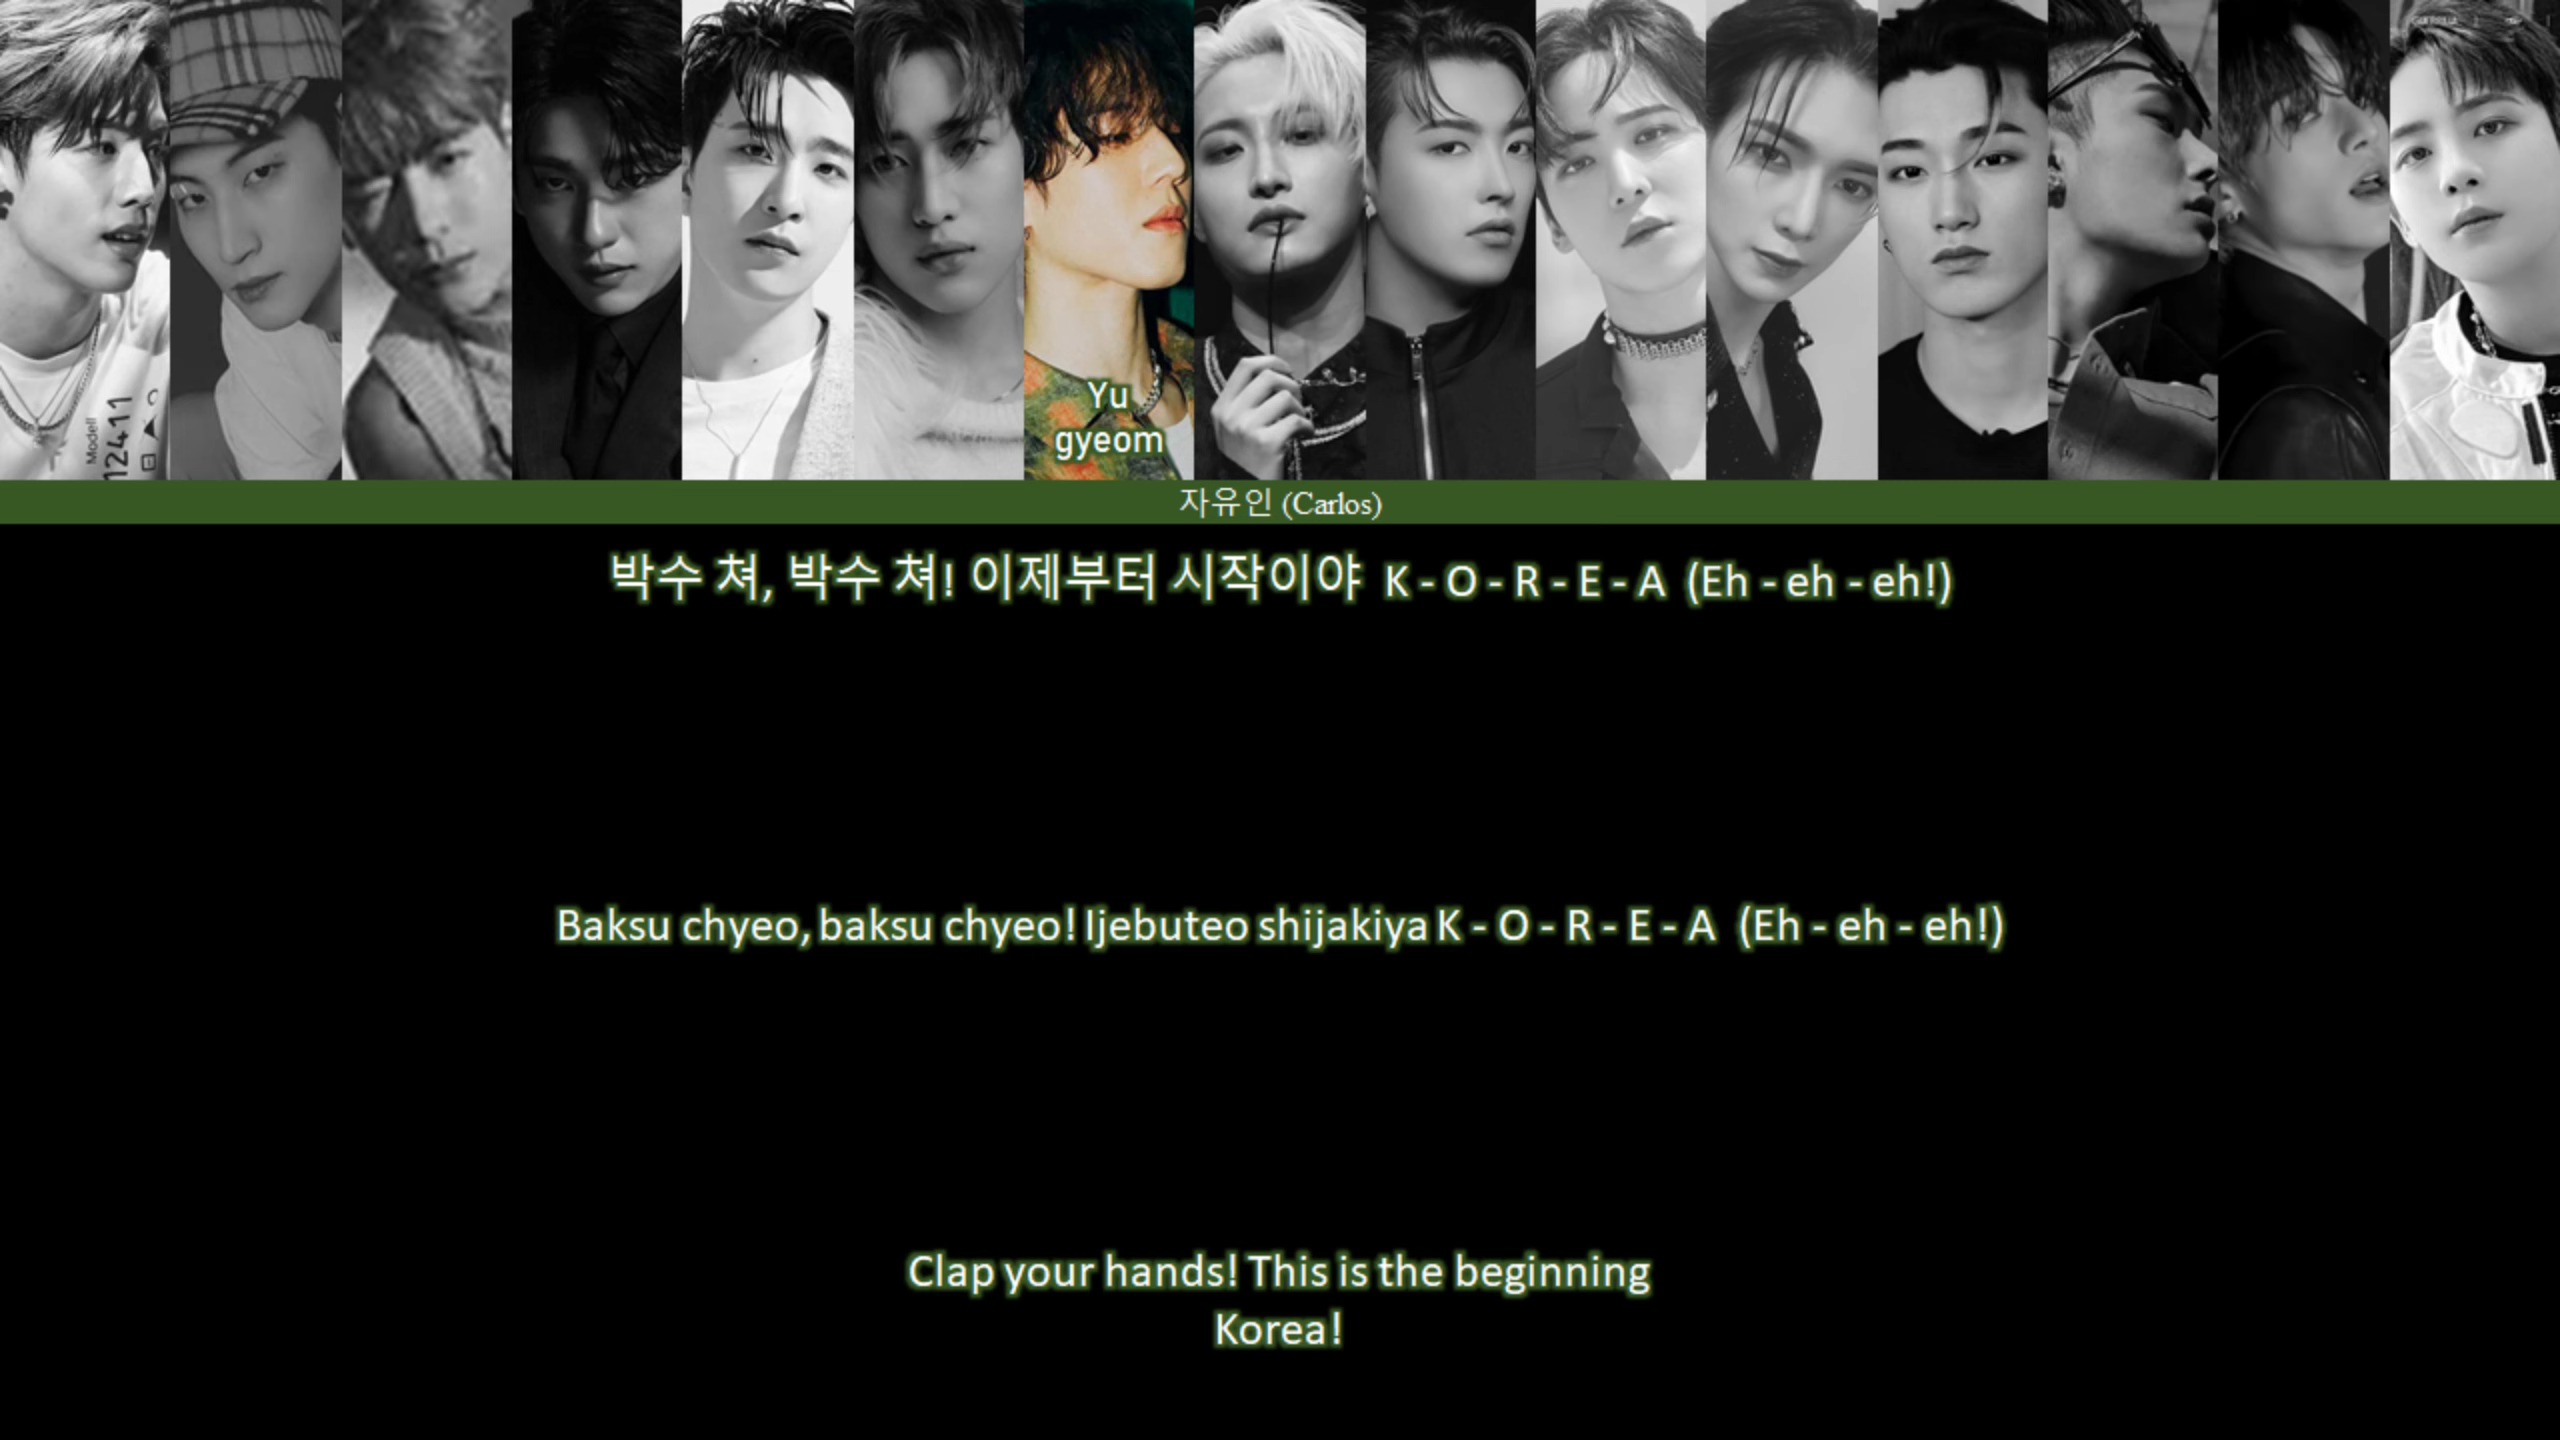 Modell
12411
Yu
gyeom
자유인 (Carlos)
박수 쳐, 박수 쳐! 이제부터 시작이야 K - O - R - E - A (Eh - eh - eh!)
Baksu chyeo, baksu chyeo! Ijebuteo shijakiya K - O - R - E - A (Eh - eh - eh!)
Clap your hands! This is the beginning
Korea!